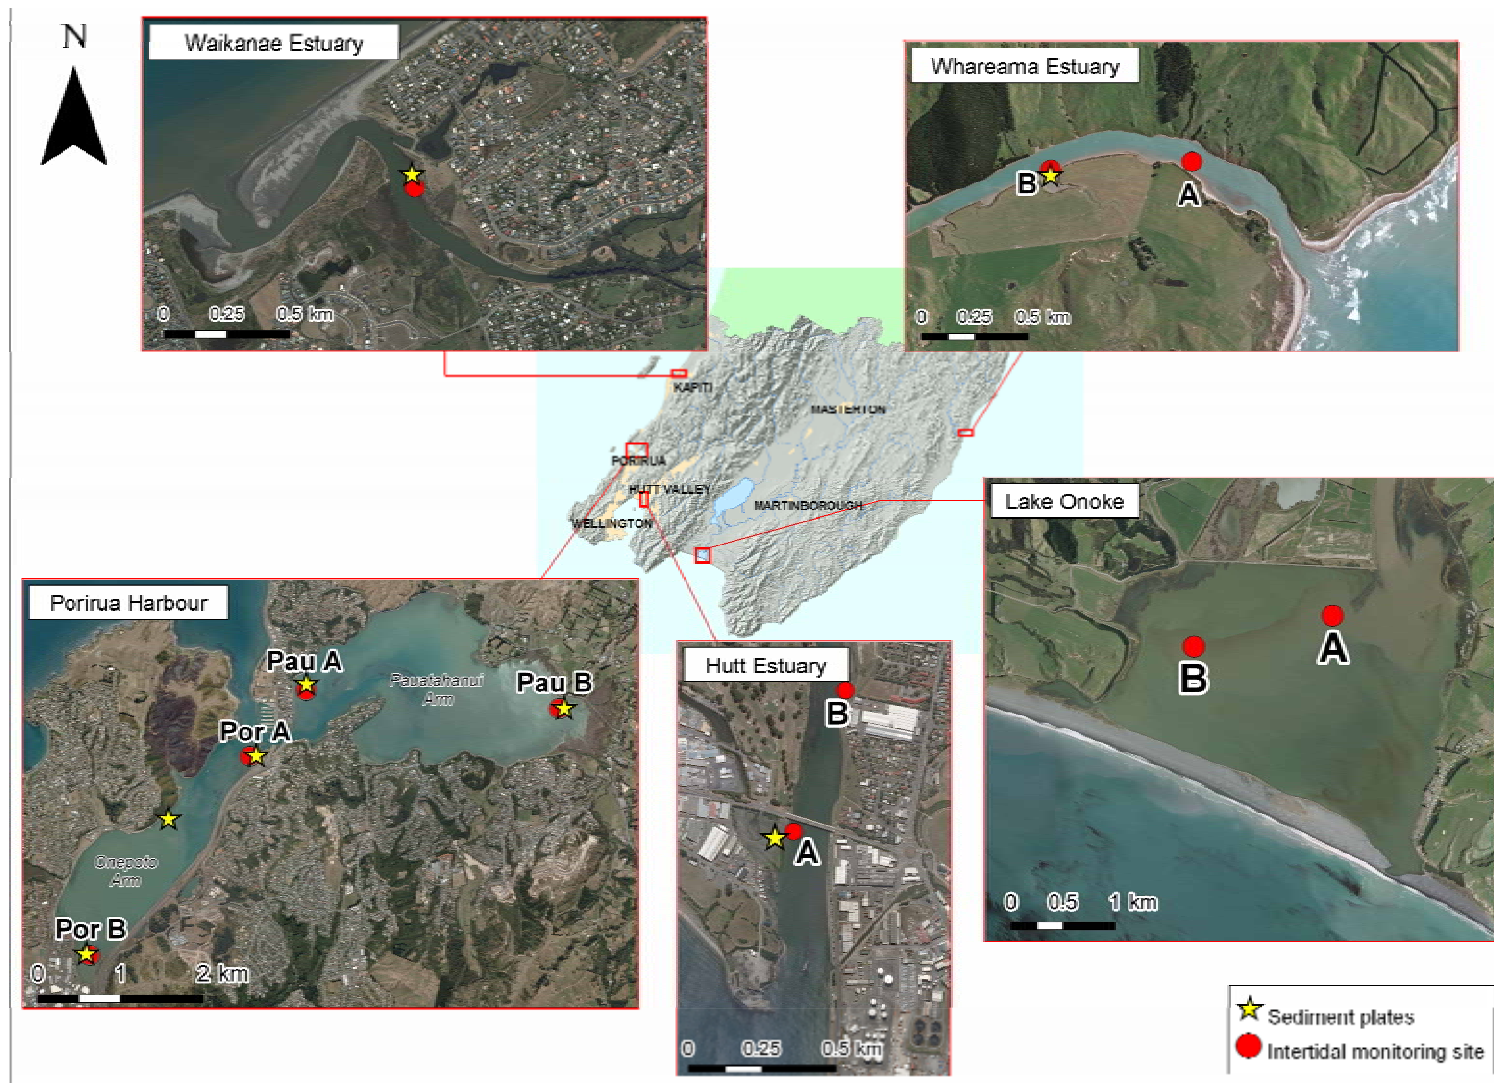 N
Waikanae Estuary
0 0.25 0.5 km
Whareama Estuary
B
A
0 0.25 0.5 km
KAPITI
MASTERTON
PORIRUA
HUTT VALLEY
MARTINBOROUGH
WELLINGTON
Lake Onoke
A
B
0 0.5 1 km
Porirua Harbour
Pau A
Pauatahanui
Arm
Pau B
Por A
Onepoto
Arm
Por B
0 1 2 km
Hutt Estuary
B
A
0 0.25 0.5 km
Sediment plates
Intertidal monitoring site